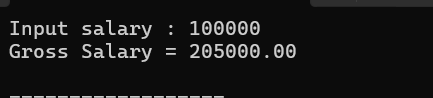 Input salary : 100000
Gross Salary = 205000.00
------------------